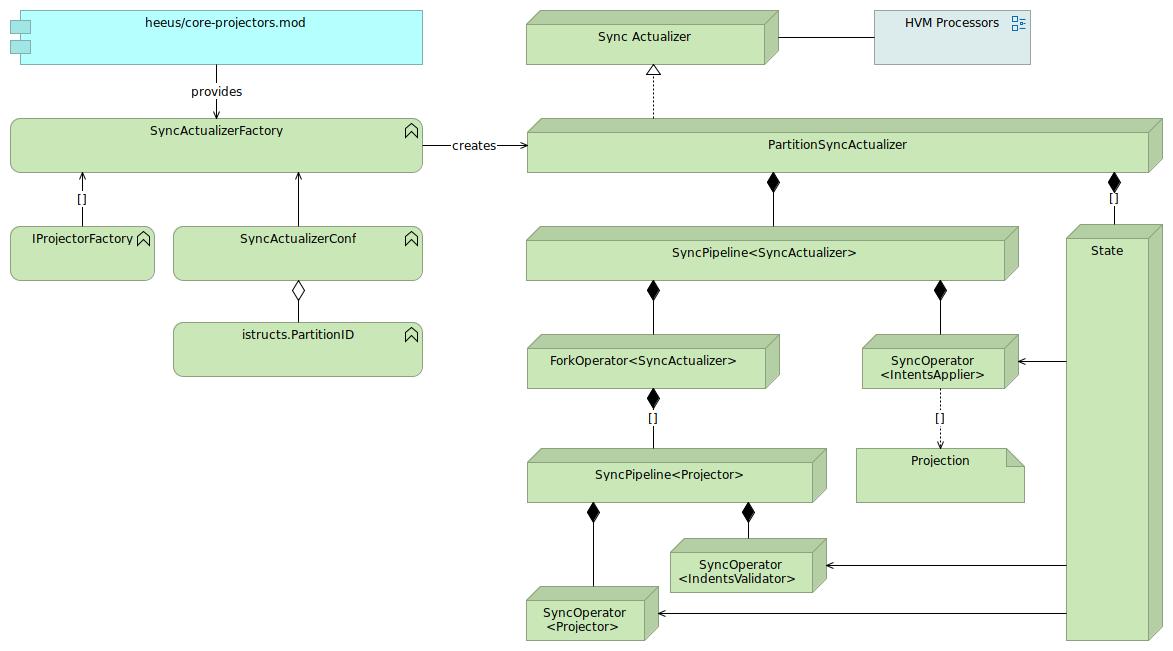 heeus/core-projectors.mod
Sync Actualizer
HVM Processors
provides
SyncActualizerFactory
creates
PartitionSyncActualizer
[]
[]
IProjectorFactory
SyncActualizerConf
SyncPipeline<SyncActualizer>
State
istructs.PartitionID
ForkOperator<SyncActualizer>
SyncOperator
<IntentsApplier>
[]
[]
SyncPipeline<Projector>
Projection
SyncOperator
<IndentsValidator>
SyncOperator
<Projector>